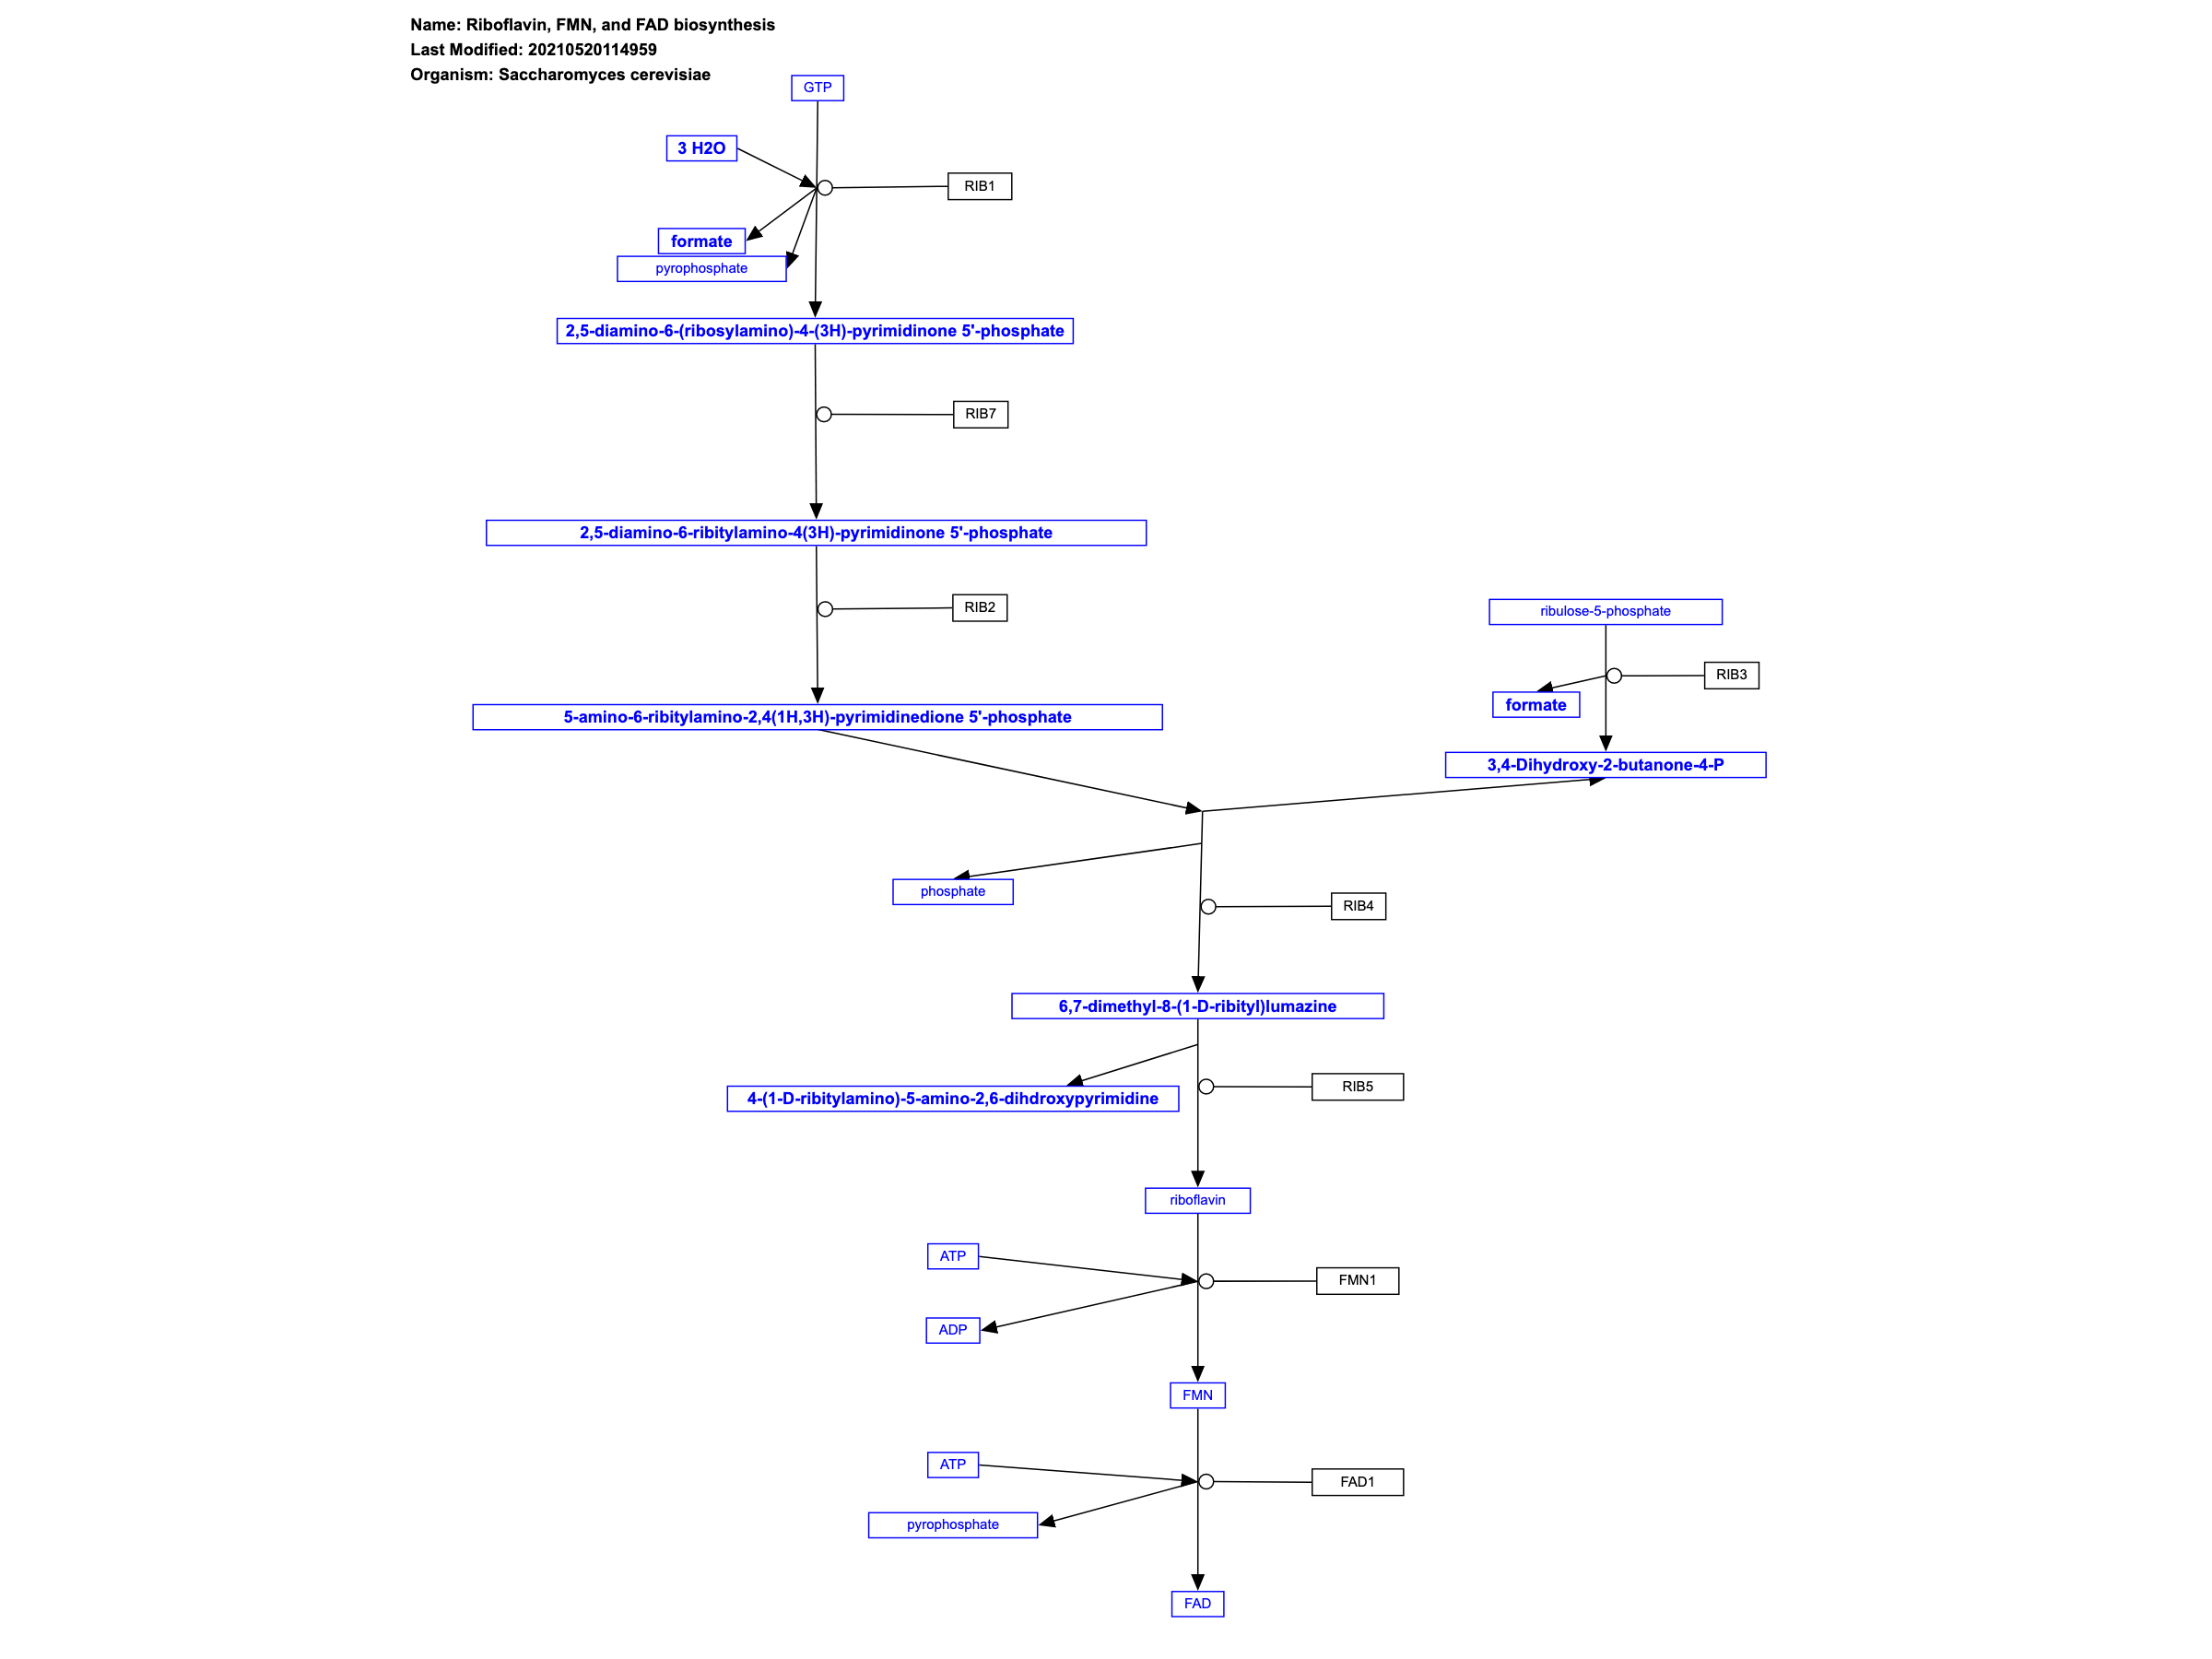 Name: Riboflavin, FMN, and FAD biosynthesis
Last Modified: 20210520114959
Organism: Saccharomyces cerevisiae
GTP
3 H2O
RIB1
formate
pyrophosphate
2,5-diamino-6-(ribosylamino)-4-(3H)-pyrimidinone 5'-phosphate
RIB7
2,5-diamino-6-ribitylamino-4(3H)-pyrimidinone 5'-phosphate
RIB2
ribulose-5-phosphate
RIB3
formate
5-amino-6-ribitylamino-2,4(1H,3H)-pyrimidinedione 5'-phosphate
3,4-Dihydroxy-2-butanone-4-P
phosphate
RIB4
6,7-dimethyl-8-(1-D-ribityl)lumazine
RIB5
4-(1-D-ribitylamino)-5-amino-2,6-dihdroxypyrimidine
riboflavin
ATP
FMN1
ADP
FMN
ATP
FAD1
pyrophosphate
FAD